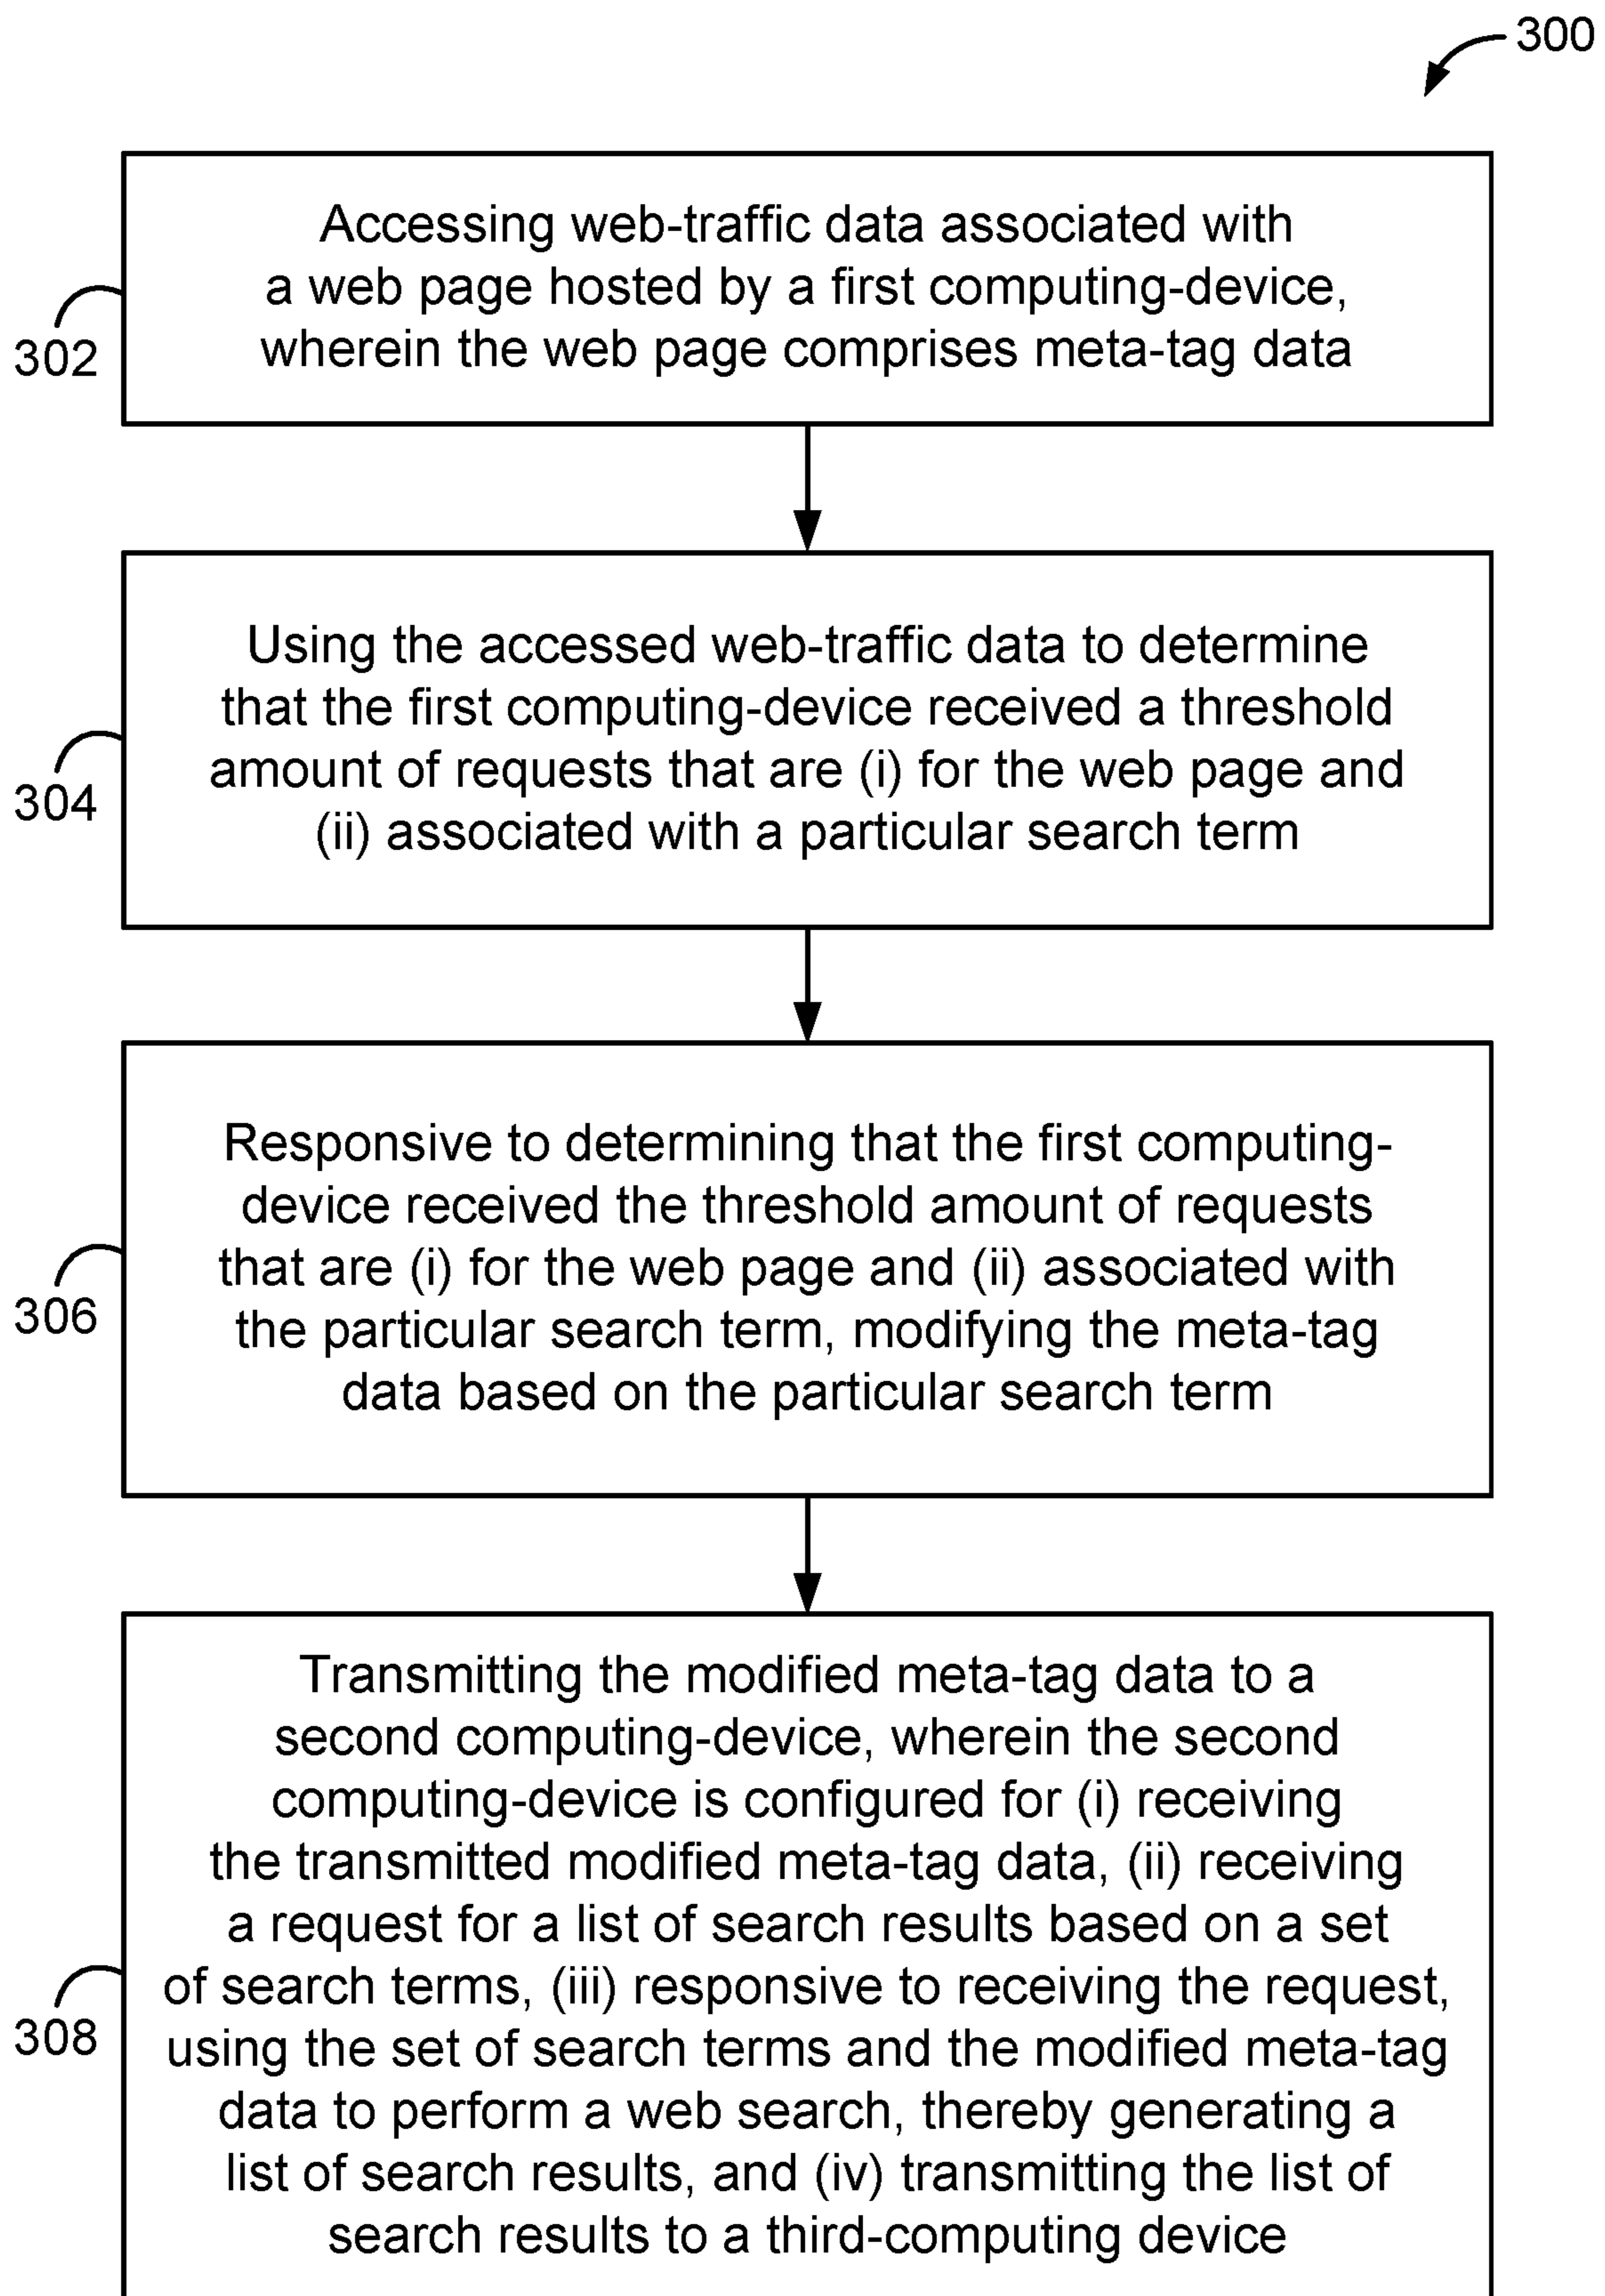 300
Accessing web-traffic data associated with
a web page hosted by a first computing-device,
wherein the web page comprises meta-tag data
302
Using the accessed web-traffic data to determine
that the first computing-device received a threshold
amount of requests that are (i) for the web page and
(ii) associated with a particular search term
304
Responsive to determining that the first computing-
device received the threshold amount of requests
that are (i) for the web page and (ii) associated with
the particular search term, modifying the meta-tag
data based on the particular search term
306
Transmitting the modified meta-tag data to a
second computing-device, wherein the second
computing-device is configured for (i) receiving
the transmitted modified meta-tag data, (ii) receiving
a request for a list of search results based on a set
of search terms, (iii) responsive to receiving the request,
using the set of search terms and the modified meta-tag
data to perform a web search, thereby generating a
list of search results, and (iv) transmitting the list of
search results to a third-computing device
308